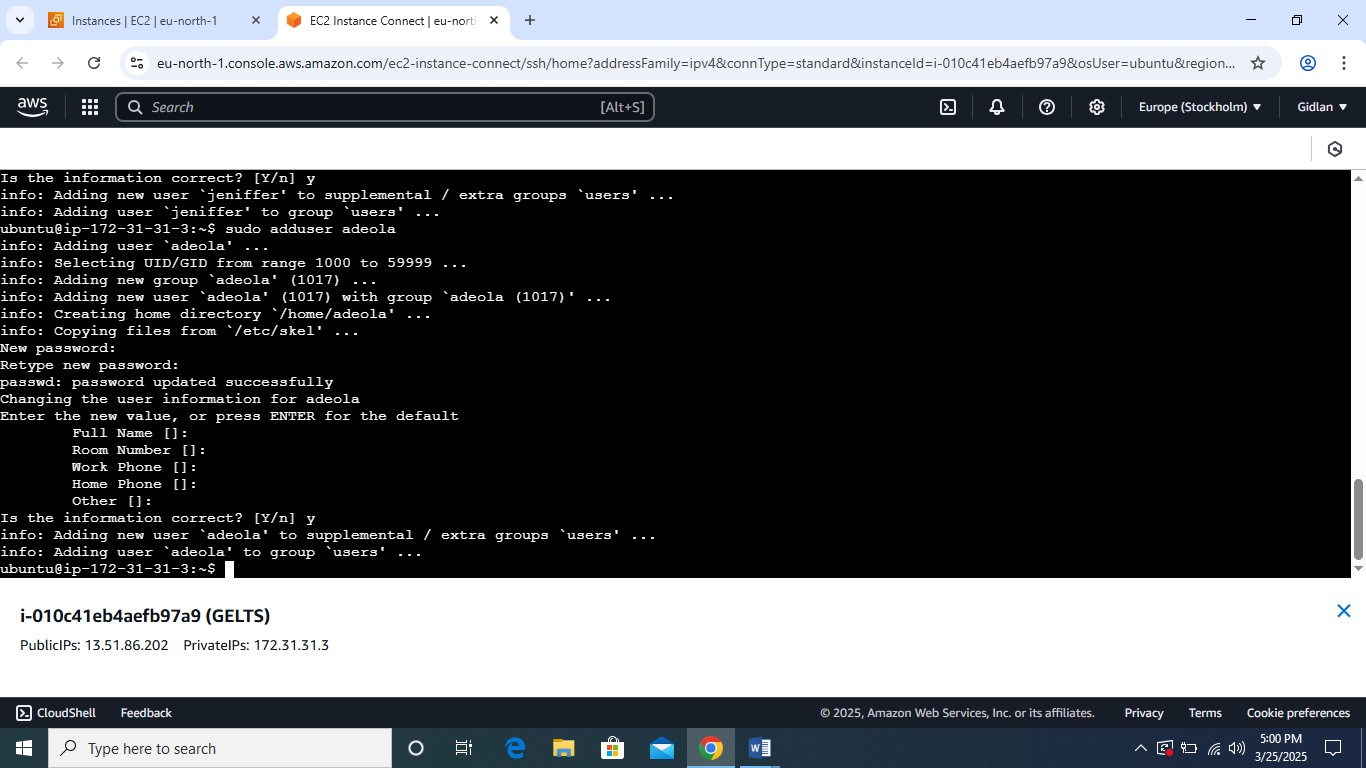 Instances | EC2 | eu-north-1
EC2 Instance Connect | eu-nort
eu-north-1.console.aws.amazon.com/ec2-instance-connect/ssh/home?addressFamily=ipv4&connType=standard&instanceId=i-010c41eb4aefb97a9&osUser=ubuntu&region...
aws
Search
[Alt+S]
Europe (Stockholm)
Gidlan
Is the information correct? [Y/n] y
info: Adding new user `jeniffer' to supplemental / extra groups `users' ...
info: Adding user `jeniffer' to group `users' ...
ubuntu@ip-172-31-31-3:~$ sudo adduser adeola
info: Adding user `adeola' ...
info: Selecting UID/GID from range 1000 to 59999 ...
info: Adding new group `adeola' (1017) ...
info: Adding new user `adeola' (1017) with group `adeola (1017)' ...
info: Creating home directory `/home/adeola' ...
info: Copying files from `/etc/skel' ...
New password:
Retype new password:
passwd: password updated successfully
Changing the user information for adeola
Enter the new value, or press ENTER for the default
Full Name []:
Room Number []:
Work Phone []:
Home Phone []:
Other []:
Is the information correct? [Y/n] y
info: Adding new user `adeola' to supplemental / extra groups `users' ...
info: Adding user `adeola' to group `users' ...
ubuntu@ip-172-31-31-3:~$
i-010c41eb4aefb97a9 (GELTS)
PublicIPs: 13.51.86.202 PrivateIPs: 172.31.31.3
CloudShell
Feedback
© 2025, Amazon Web Services, Inc. or its affiliates.
Privacy
Terms
Cookie preferences
Type here to search
5:00 PM
3/25/2025